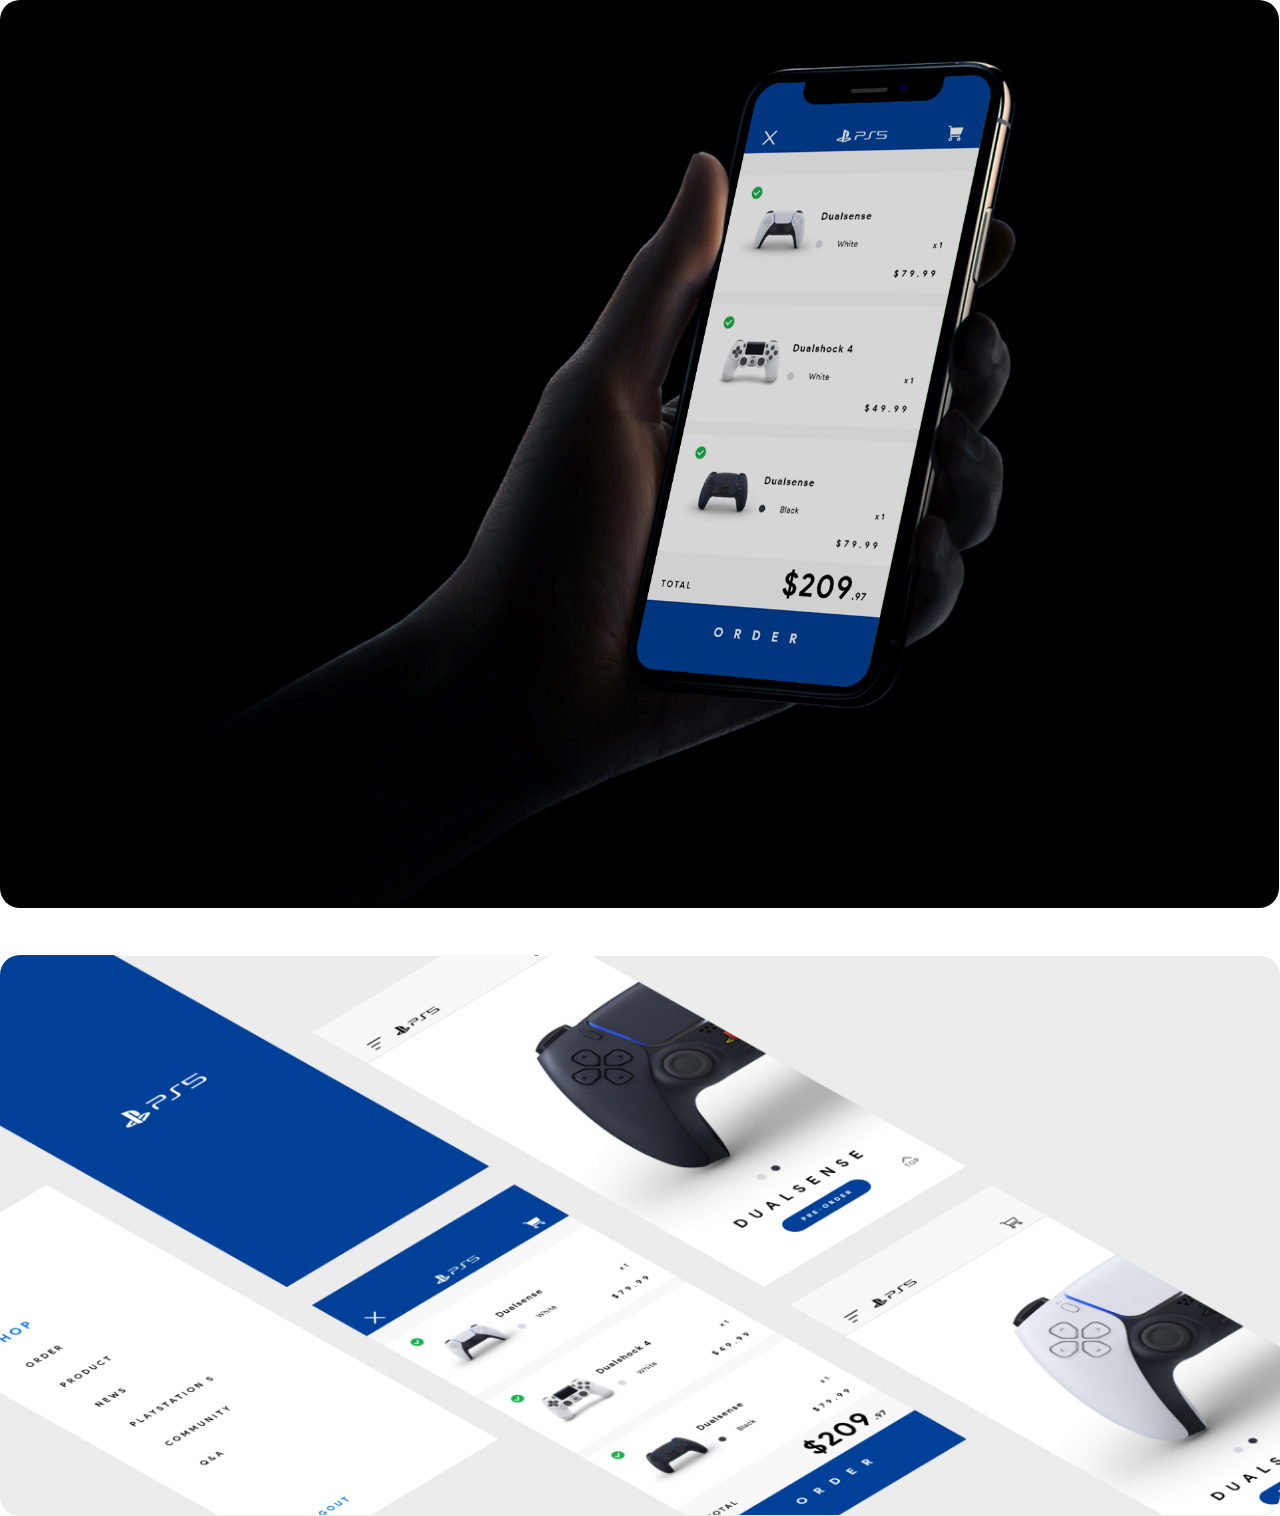 PS5
Dualsense
White
x1
$79.99
Dualshock 4
White
x1
$49.99
Dualsense
Black
x1
$79.99
TOTAL
$209.97
ORDER
PS5
PS5
DUALSENSE
PRE-ORDER
TOP
HOP
ORDER
PRODUCT
NEWS
PLAYSTATION 5
COMMUNITY
Q&A
GOUT
PS5
Dualsense
White
x1
$79.99
Dualshock 4
White
x1
$49.99
Dualsense
Black
x1
$79.99
OTAL
$209.97
ORDER
PS5
DUALS